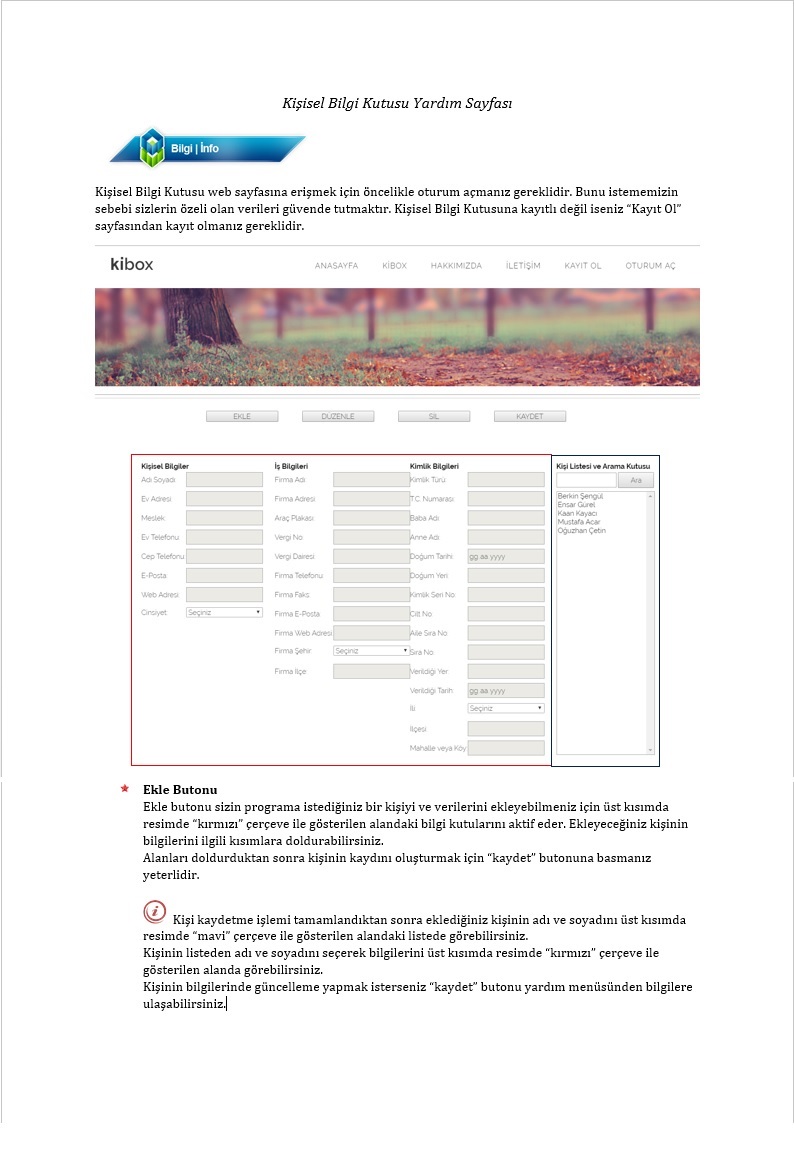 Kişisel Bilgi Kutusu Yardım Sayfası
Bilgi | İnfo
Kişisel Bilgi Kutusu web sayfasına erişmek için öncelikle oturum açmanız gereklidir. Bunu istememizin
sebebi sizlerin özeli olan verileri güvende tutmaktır. Kişisel Bilgi Kutusuna kayıtlı değil iseniz “Kayıt Ol”
sayfasından kayıt olmanız gereklidir.
kibox
ANASAYFA KİBOX HAKKIMIZDA İLETİŞİM KAYIT OL OTURUM AÇ
EKLE DÜZENLE SİL KAYDET
Kişisel Bilgiler
Adı Soyadı
Ev Adresi
Meslek
Ev Telefonu
Cep Telefonu
E-Posta
Web Adresi
Cinsiyet Seçiniz
İş Bilgileri
Firma Adı
Firma Adresi
Araç Plakası
Vergi No
Vergi Dairesi
Firma Telefonu
Firma Faks
Firma E-Posta
Firma Web Adresi
Firma Şehir Seçiniz
Firma İlçe
Kimlik Bilgileri
Kimlik Türü
T.C. Numarası
Baba Adı
Anne Adı
Doğum Tarihi gg.aa.yyyy
Doğum Yeri
Kimlik Seri No
Cilt No
Aile Sıra No
Sıra No
Verildiği Yer
Verildiği Tarih gg.aa.yyyy
İli Seçiniz
İlçesi
Mahalle veya Köy
Kişi Listesi ve Arama Kutusu
Ara
Berkin Şengül
Ensar Gürel
Kaan Kayacı
Mustafa Acar
Oğuzhan Çetin
Ekle Butonu
Ekle butonu sizin programa istediğiniz bir kişiyi ve verilerini ekleyebilmeniz için üst kısımda
resimde “kırmızı” çerçeve ile gösterilen alandaki bilgi kutularını aktif eder. Ekleyeceğiniz kişinin
bilgilerini ilgili kısımlara doldurabilirsiniz.
Alanları doldurduktan sonra kişinin kaydını oluşturmak için “kaydet” butonuna basmanız
yeterlidir.
i Kişi kaydetme işlemi tamamlandıktan sonra eklediğiniz kişinin adı ve soyadını üst kısımda
resimde “mavi” çerçeve ile gösterilen alandaki listede görebilirsiniz.
Kişinin listeden adı ve soyadını seçerek bilgilerini üst kısımda resimde “kırmızı” çerçeve ile
gösterilen alanda görebilirsiniz.
Kişinin bilgilerinde güncelleme yapmak isterseniz “kaydet” butonu yardım menüsünden bilgilere
ulaşabilirsiniz.